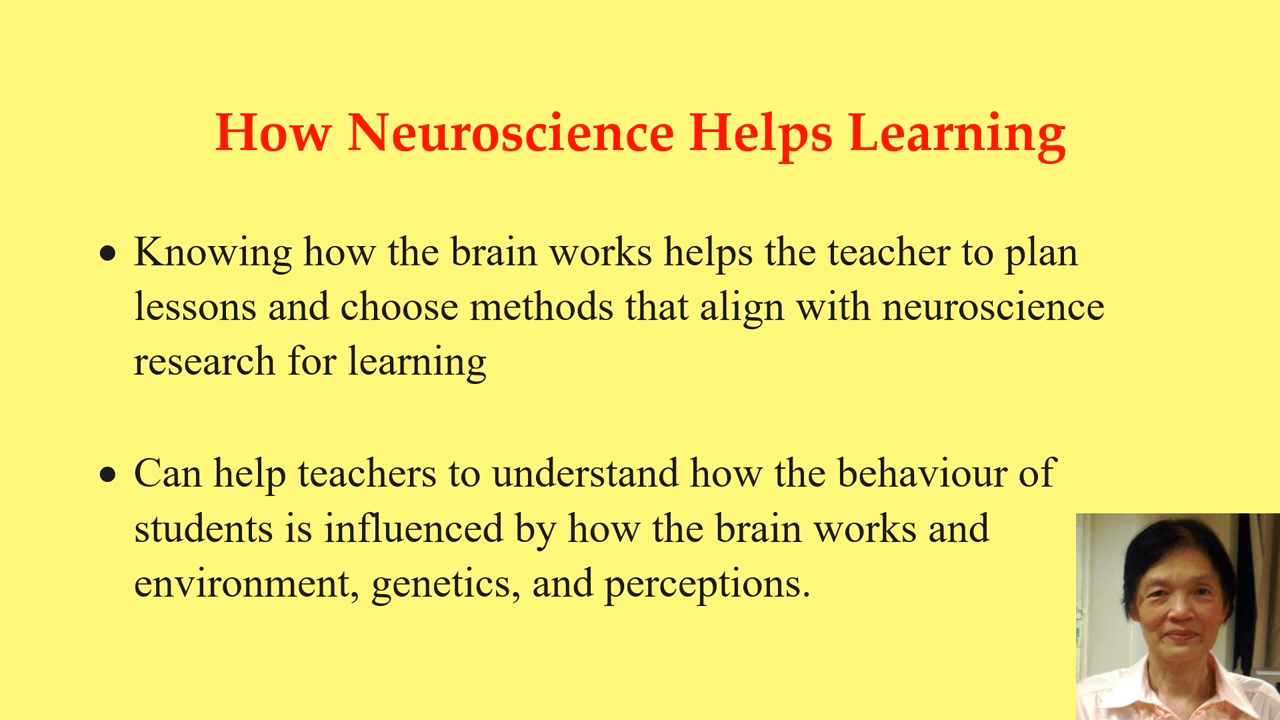 How Neuroscience Helps Learning
• Knowing how the brain works helps the teacher to plan
lessons and choose methods that align with neuroscience
research for learning
• Can help teachers to understand how the behaviour of
students is influenced by how the brain works and
environment, genetics, and perceptions.